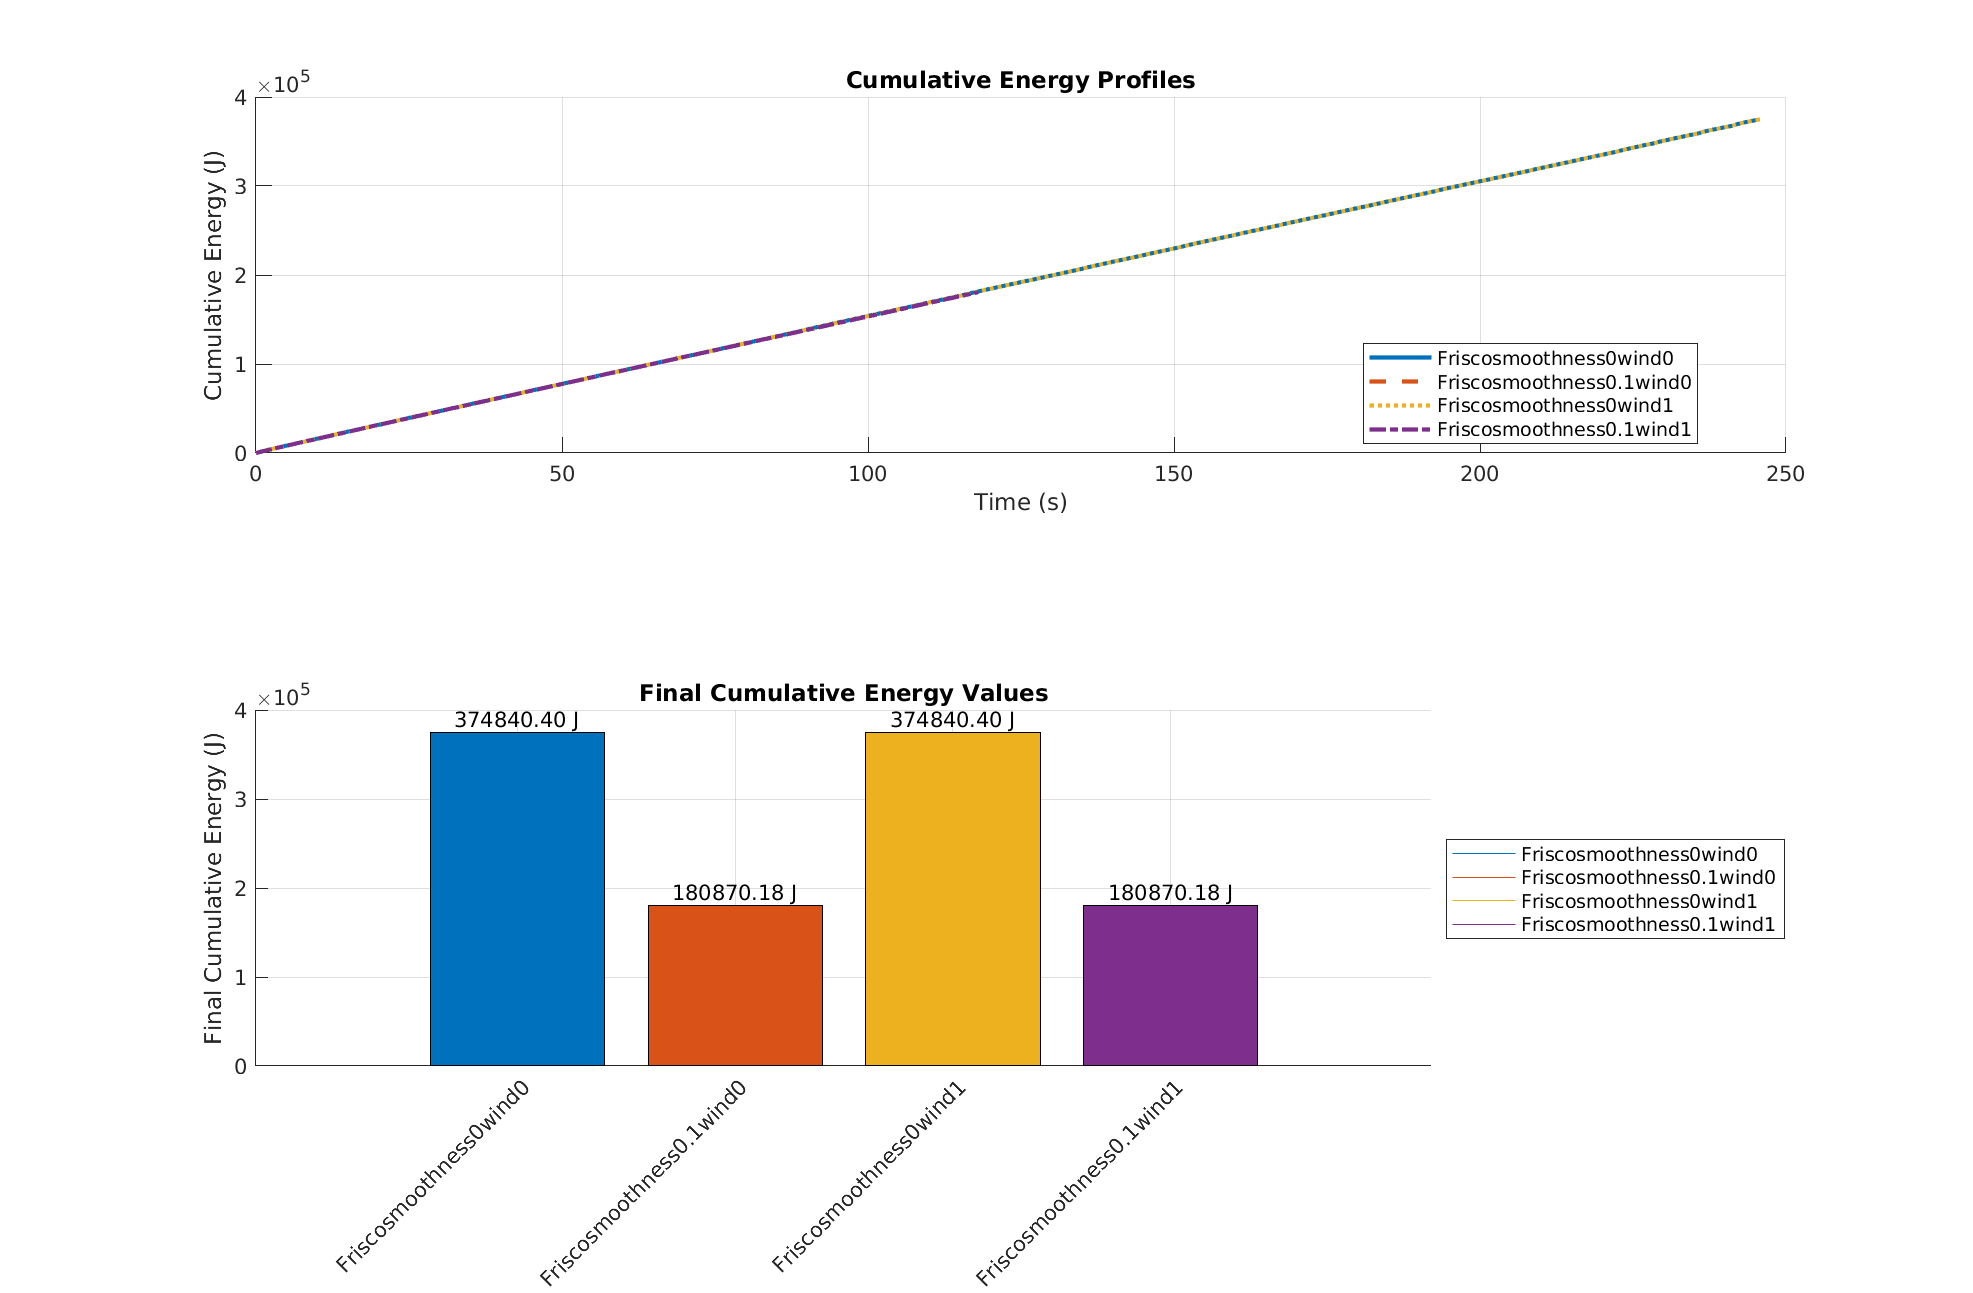 Cumulative Energy Profiles
×10^5
Cumulative Energy (J)
4
3
2
1
0
0 50 100 150 200 250
Time (s)
Friscosmoothness0wind0
Friscosmoothness0.1wind0
Friscosmoothness0wind1
Friscosmoothness0.1wind1
Final Cumulative Energy Values
×10^5
Final Cumulative Energy (J)
4
3
2
1
0
374840.40 J
180870.18 J
374840.40 J
180870.18 J
Friscosmoothness0wind0
Friscosmoothness0.1wind0
Friscosmoothness0wind1
Friscosmoothness0.1wind1
Friscosmoothness0wind0
Friscosmoothness0.1wind0
Friscosmoothness0wind1
Friscosmoothness0.1wind1